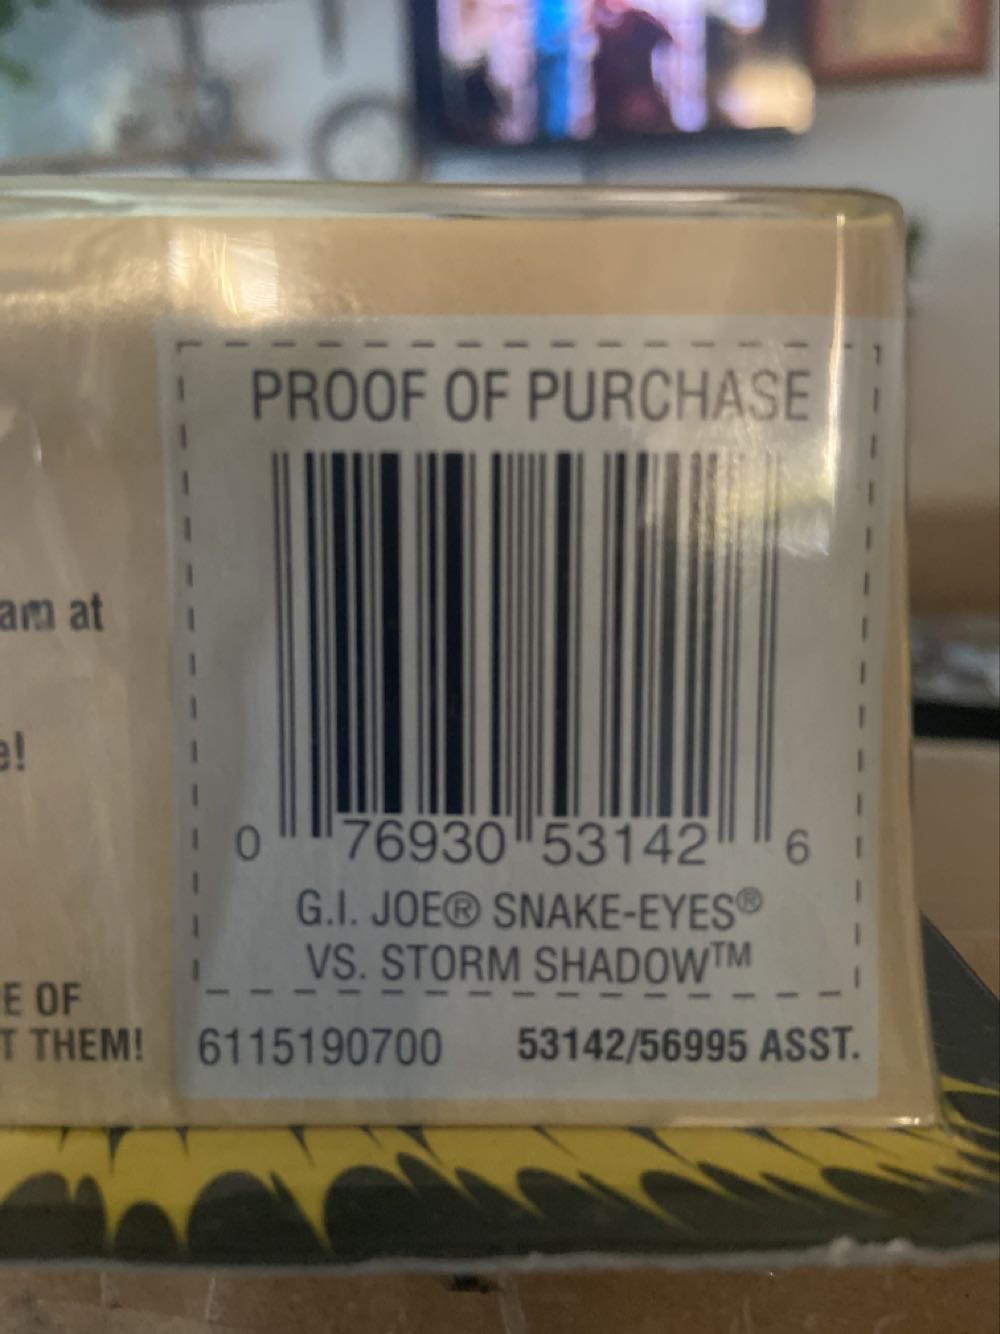 PROOF OF PURCHASE
am at
e!
0 76930 53142 6
G.I. JOE® SNAKE-EYES®
VS. STORM SHADOW™
E OF
T THEM!
6115190700 53142/56995 ASST.